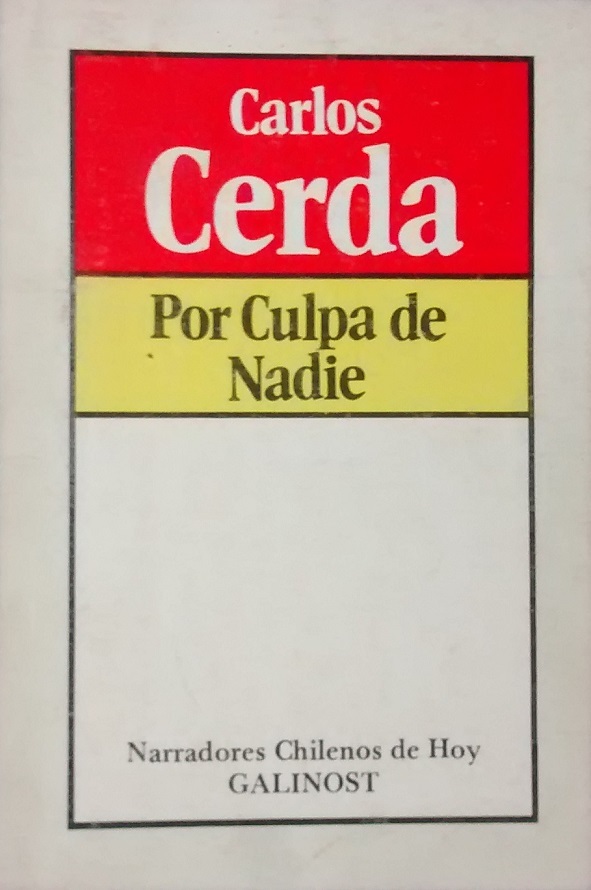 Carlos
Cerda
Por Culpa de
Nadie
Narradores Chilenos de Hoy
GALINOST